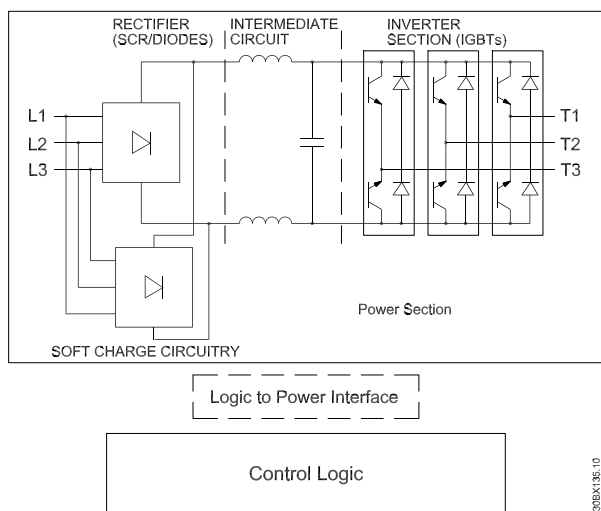 RECTIFIER
(SCR/DIODES)
INTERMEDIATE
CIRCUIT
INVERTER
SECTION (IGBTs)
L1
L2
L3
T1
T2
T3
Power Section
SOFT CHARGE CIRCUITRY
Logic to Power Interface
Control Logic
30BX135.10